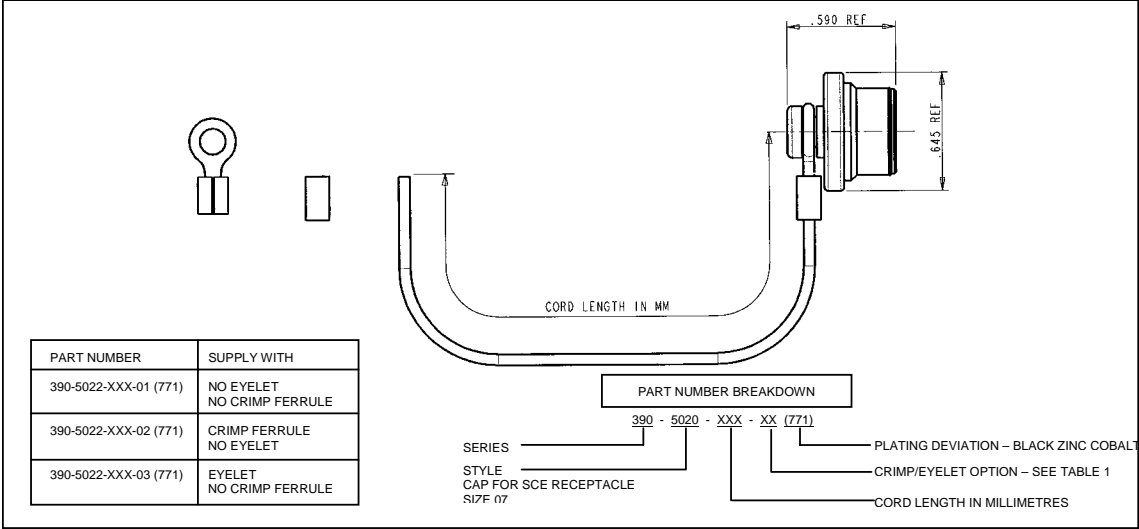 .590 REF
.645 REF
CORD LENGTH IN MM
PART NUMBER SUPPLY WITH
390-5022-XXX-01 (771) NO EYELET
NO CRIMP FERRULE
390-5022-XXX-02 (771) CRIMP FERRULE
NO EYELET
390-5022-XXX-03 (771) EYELET
NO CRIMP FERRULE
PART NUMBER BREAKDOWN
390 - 5020 - XXX - XX (771)
SERIES
STYLE
CAP FOR SCE RECEPTACLE
SIZE 07
PLATING DEVIATION – BLACK ZINC COBALT
CRIMP/EYELET OPTION – SEE TABLE 1
CORD LENGTH IN MILLIMETRES